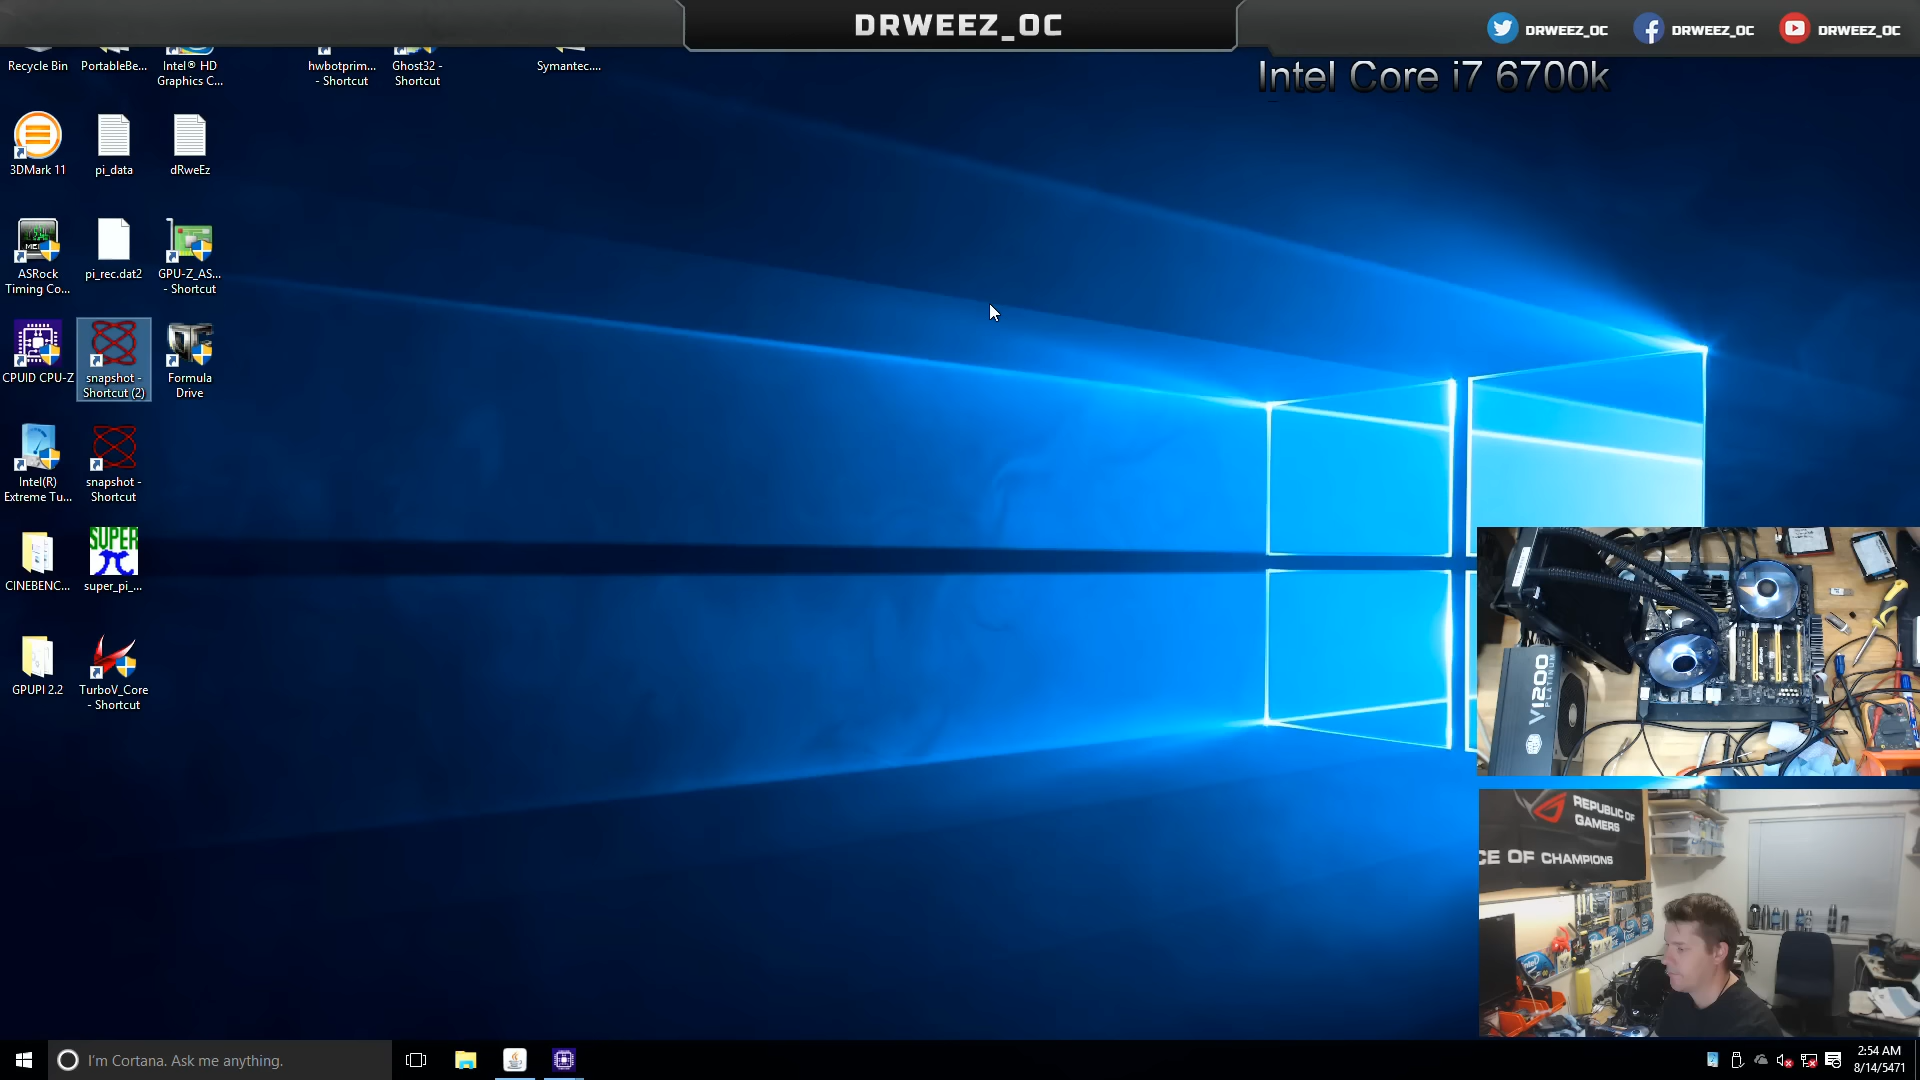 DRWEEZ_OC
DRWEEZ_OC
DRWEEZ_OC
DRWEEZ_OC
Intel Core i7 6700k
Recycle Bin
PortableBe...
Intel® HD
Graphics C...
hwbotprim...
- Shortcut
Ghost32 -
Shortcut
Symantec....
3DMark 11
pi_data
dRweEz
ASRock
Timing Co...
pi_rec.dat2
GPU-Z_AS...
- Shortcut
CPUID CPU-Z
snapshot -
Shortcut (2)
Formula
Drive
Intel(R)
Extreme Tu...
snapshot -
Shortcut
CINEBENC...
SUPER
super_pi_...
GPUPI 2.2
TurboV_Core
- Shortcut
V1200
PLATINUM
REPUBLIC OF
GAMERS
CE OF CHAMPIONS
I'm Cortana. Ask me anything.
2:54 AM
8/14/5471